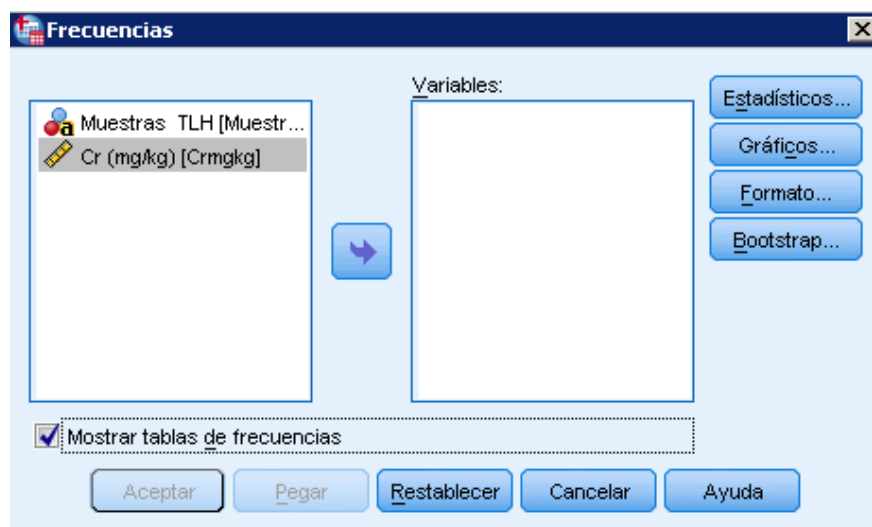 Frecuencias
Variables:
Muestras TLH [Muestr...
Cr (mg/kg) [Crmgkg]
Estadísticos...
Gráficos...
Formato...
Bootstrap...
Mostrar tablas de frecuencias
Aceptar
Pegar
Restablecer
Cancelar
Ayuda